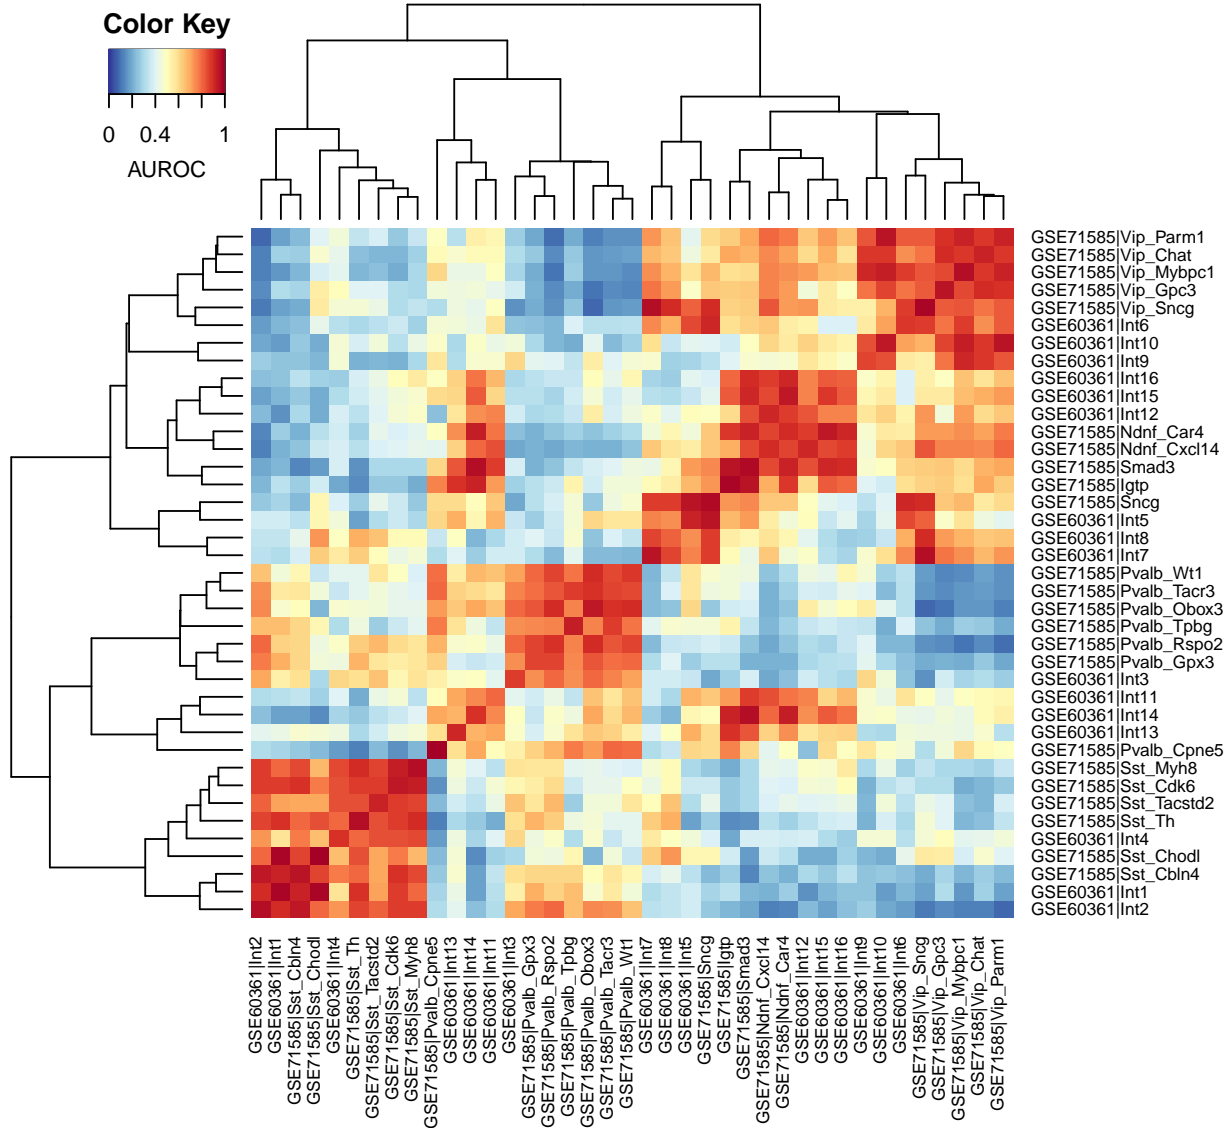 Color Key
0 0.4 1
AUROC
GSE71585|Vip_Parm1
GSE71585|Vip_Chat
GSE71585|Vip_Mybpc1
GSE71585|Vip_Gpc3
GSE71585|Vip_Sncg
GSE60361|Int6
GSE60361|Int10
GSE60361|Int9
GSE60361|Int16
GSE60361|Int15
GSE60361|Int12
GSE71585|Ndnf_Car4
GSE71585|Ndnf_Cxcl14
GSE71585|Smad3
GSE71585|Igtp
GSE71585|Sncg
GSE60361|Int5
GSE60361|Int8
GSE60361|Int7
GSE71585|Pvalb_Wt1
GSE71585|Pvalb_Tacr3
GSE71585|Pvalb_Obox3
GSE71585|Pvalb_Tpbg
GSE71585|Pvalb_Rspo2
GSE71585|Pvalb_Gpx3
GSE60361|Int3
GSE60361|Int11
GSE60361|Int14
GSE60361|Int13
GSE71585|Pvalb_Cpne5
GSE71585|Sst_Myh8
GSE71585|Sst_Cdk6
GSE71585|Sst_Tacstd2
GSE71585|Sst_Th
GSE60361|Int4
GSE71585|Sst_Chodl
GSE71585|Sst_Cbln4
GSE60361|Int1
GSE60361|Int2
GSE60361|Int2
GSE60361|Int1
GSE71585|Sst_Cbln4
GSE71585|Sst_Chodl
GSE60361|Int4
GSE71585|Sst_Th
GSE71585|Sst_Tacstd2
GSE71585|Sst_Cdk6
GSE71585|Sst_Myh8
GSE71585|Pvalb_Cpne5
GSE60361|Int13
GSE60361|Int14
GSE60361|Int11
GSE60361|Int3
GSE71585|Pvalb_Gpx3
GSE71585|Pvalb_Rspo2
GSE71585|Pvalb_Tpbg
GSE71585|Pvalb_Obox3
GSE71585|Pvalb_Tacr3
GSE71585|Pvalb_Wt1
GSE60361|Int7
GSE60361|Int8
GSE60361|Int5
GSE71585|Sncg
GSE71585|Igtp
GSE71585|Smad3
GSE71585|Ndnf_Cxcl14
GSE71585|Ndnf_Car4
GSE60361|Int12
GSE60361|Int15
GSE60361|Int16
GSE60361|Int9
GSE60361|Int10
GSE60361|Int6
GSE71585|Vip_Sncg
GSE71585|Vip_Gpc3
GSE71585|Vip_Mybpc1
GSE71585|Vip_Chat
GSE71585|Vip_Parm1